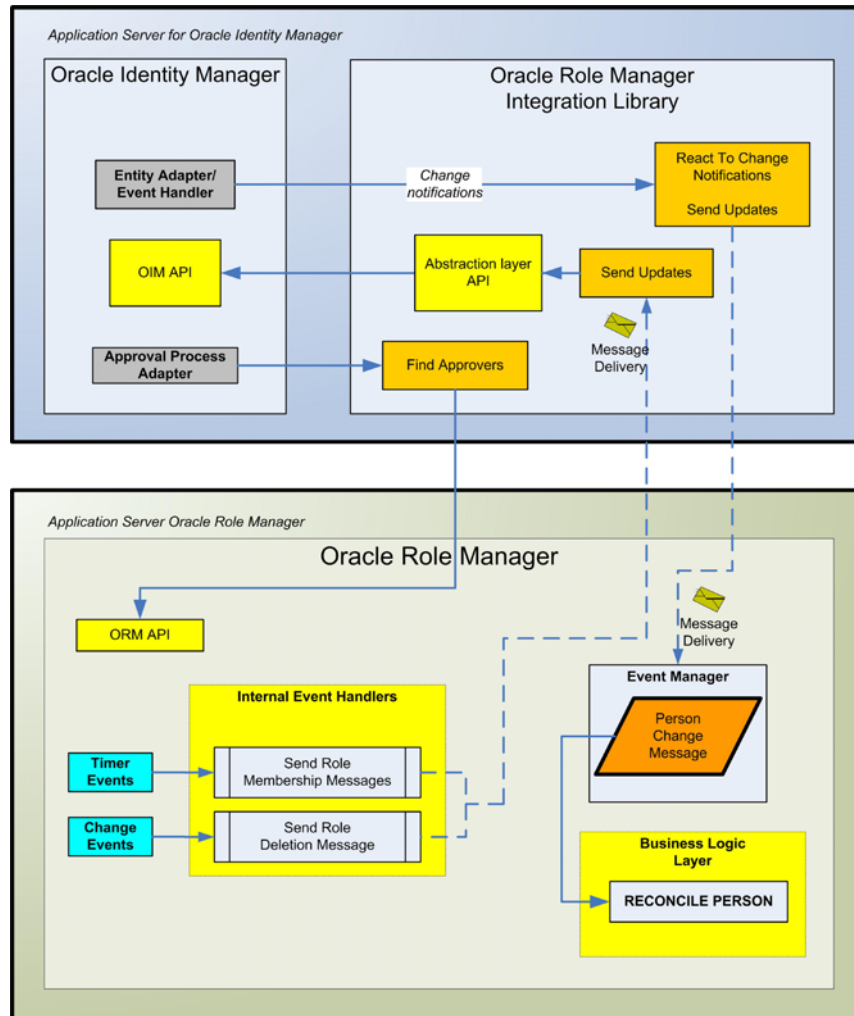 Application Server for Oracle Identity Manager
Oracle Identity Manager
Oracle Role Manager
Integration Library
Entity Adapter/
Event Handler
Change
notifications
React To Change
Notifications
Send Updates
OIM API
Abstraction layer
API
Send Updates
Message
Delivery
Approval Process
Adapter
Find Approvers
Application Server Oracle Role Manager
Oracle Role Manager
ORM API
Message
Delivery
Internal Event Handlers
Event Manager
Person
Change
Message
Timer
Events
Send Role
Membership Messages
Change
Events
Send Role
Deletion Message
Business Logic
Layer
RECONCILE PERSON